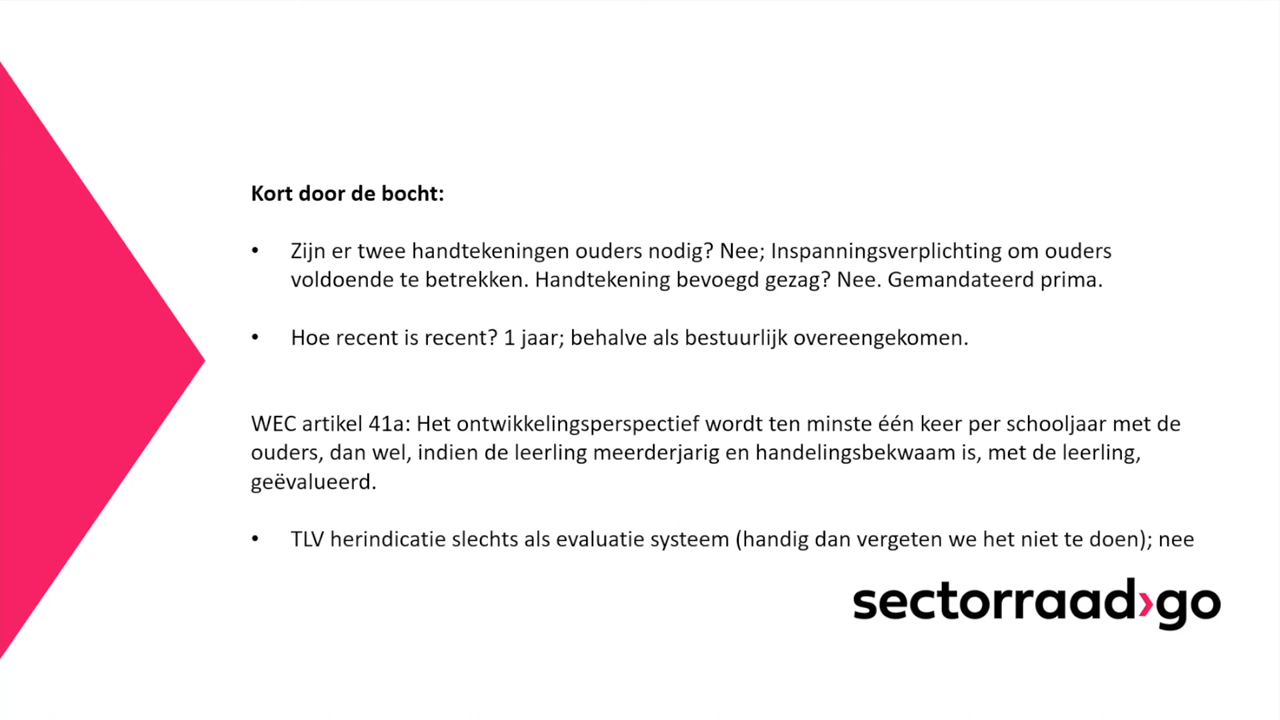 Kort door de bocht:
• Zijn er twee handtekeningen ouders nodig? Nee; Inspanningsverplichting om ouders
voldoende te betrekken. Handtekening bevoegd gezag? Nee. Gemandateerd prima.
• Hoe recent is recent? 1 jaar; behalve als bestuurlijk overeengekomen.
WEC artikel 41a: Het ontwikkelingsperspectief wordt ten minste één keer per schooljaar met de
ouders, dan wel, indien de leerling meerderjarig en handelingsbekwaam is, met de leerling,
geëvalueerd.
• TLV herindicatie slechts als evaluatie systeem (handig dan vergeten we het niet te doen); nee
sectorraad›go